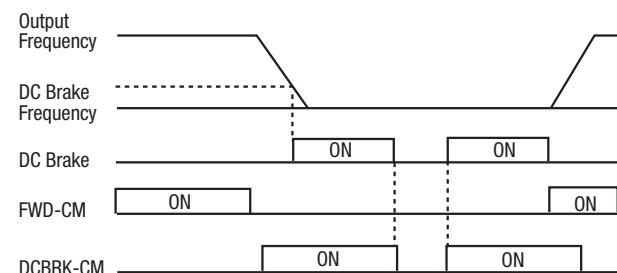 Output
Frequency
DC Brake
Frequency
DC Brake
ON
ON
FWD-CM
ON
ON
DCBRK-CM
ON
ON